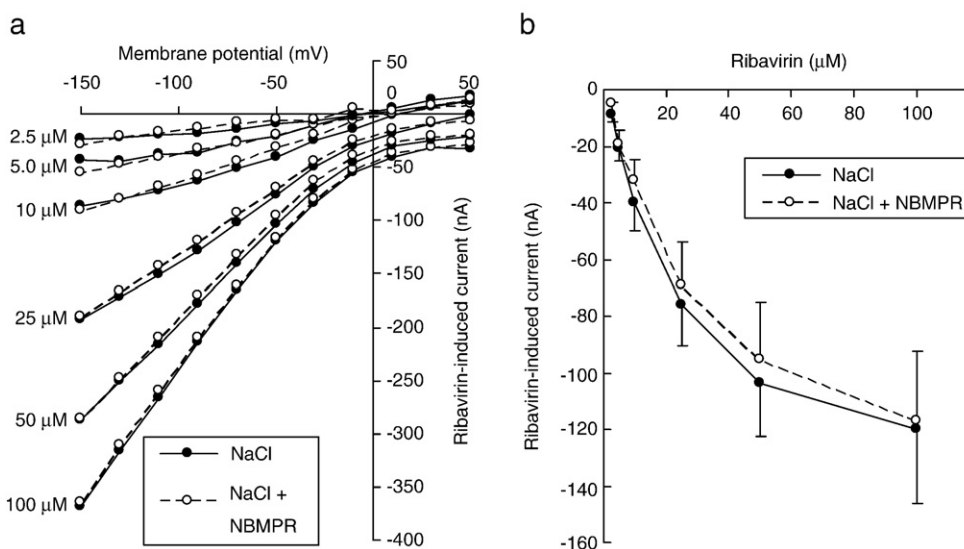 a
Membrane potential (mV)
-150 -100 -50 0 50
50
0
-50
-100
-150
-200
-250
-300
-350
-400
Ribavirin-induced current (nA)
2.5 μM
5.0 μM
10 μM
25 μM
50 μM
100 μM
NaCl
NaCl +
NBMPR
b
Ribavirin (μM)
0 20 40 60 80 100
0
-20
-40
-60
-80
-100
-120
-140
-160
Ribavirin-induced current (nA)
NaCl
NaCl + NBMPR